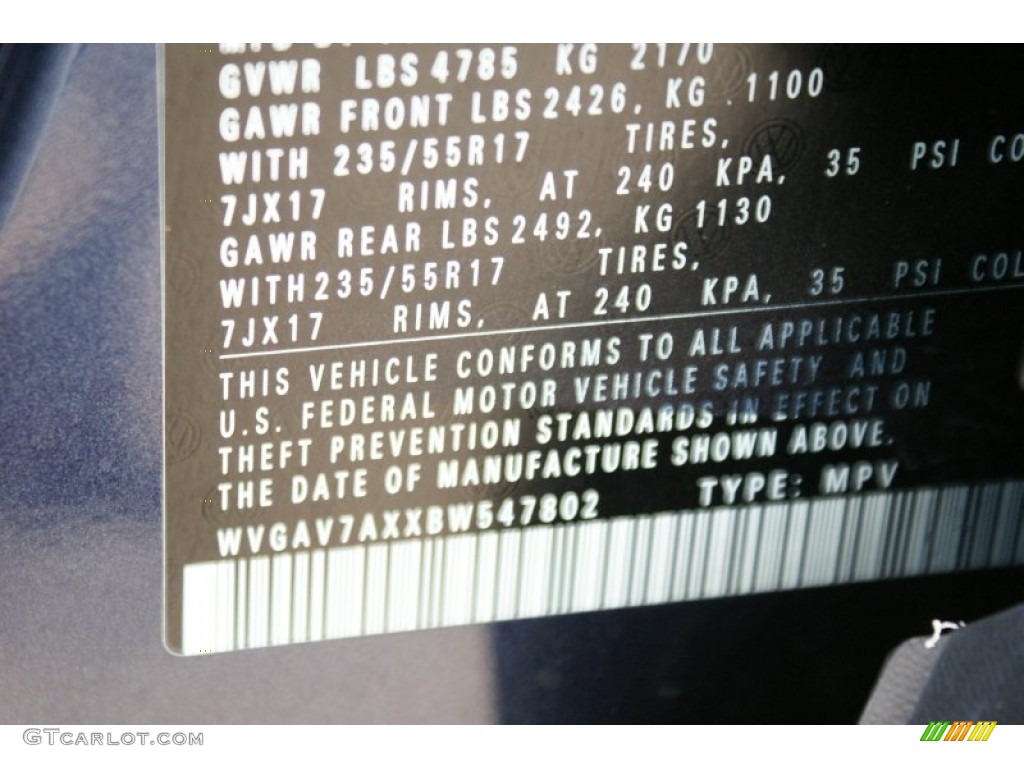 GVWR LBS 4785 KG 2170
GAWR FRONT LBS 2426, KG .1100
WITH 235/55R17 TIRES,
7JX17 RIMS, AT 240 KPA, 35 PSI CO
GAWR REAR LBS 2492, KG 1130
WITH 235/55R17 TIRES,
7JX17 RIMS, AT 240 KPA, 35 PSI COL
THIS VEHICLE CONFORMS TO ALL APPLICABLE
U.S. FEDERAL MOTOR VEHICLE SAFETY AND
THEFT PREVENTION STANDARDS IN EFFECT ON
THE DATE OF MANUFACTURE SHOWN ABOVE.
WVGAV7AXXBW547802 TYPE: MPV
GTCARLOT.COM